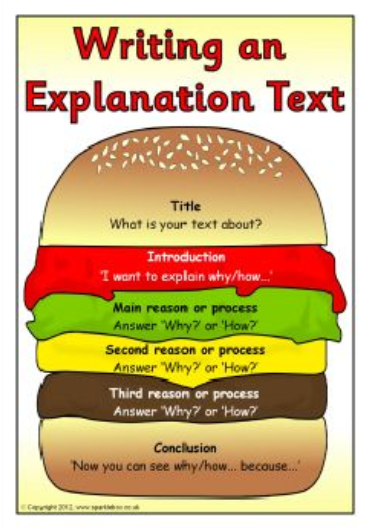 Writing an
Explanation Text
Title
What is your text about?
Introduction
'I want to explain why/how...'
Main reason or process
Answer 'Why?' or 'How?'
Second reason or process
Answer 'Why?' or 'How?'
Third reason or process
Answer 'Why?' or 'How?'
Conclusion
'Now you can see why/how... because...'
© Copyright 2012, www.sparklebox.co.uk